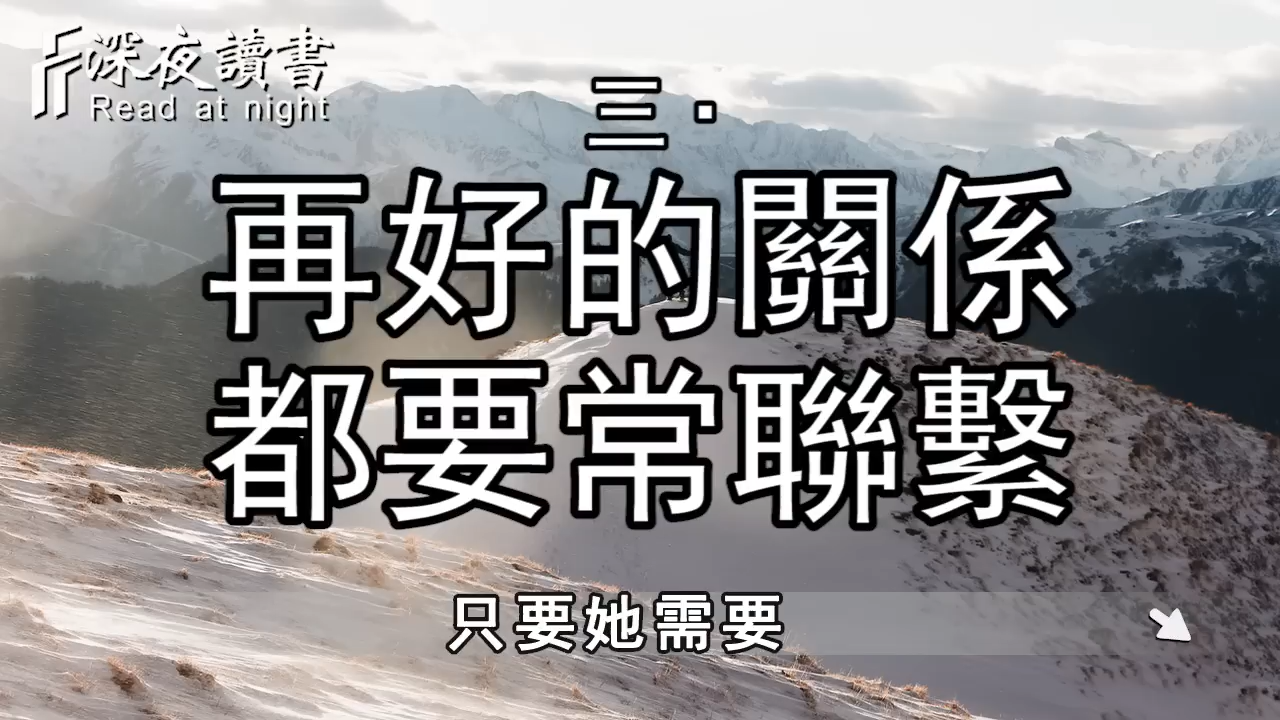 深夜讀書
Read at night
三·
再好的關係
都要常聯繫
只要她需要